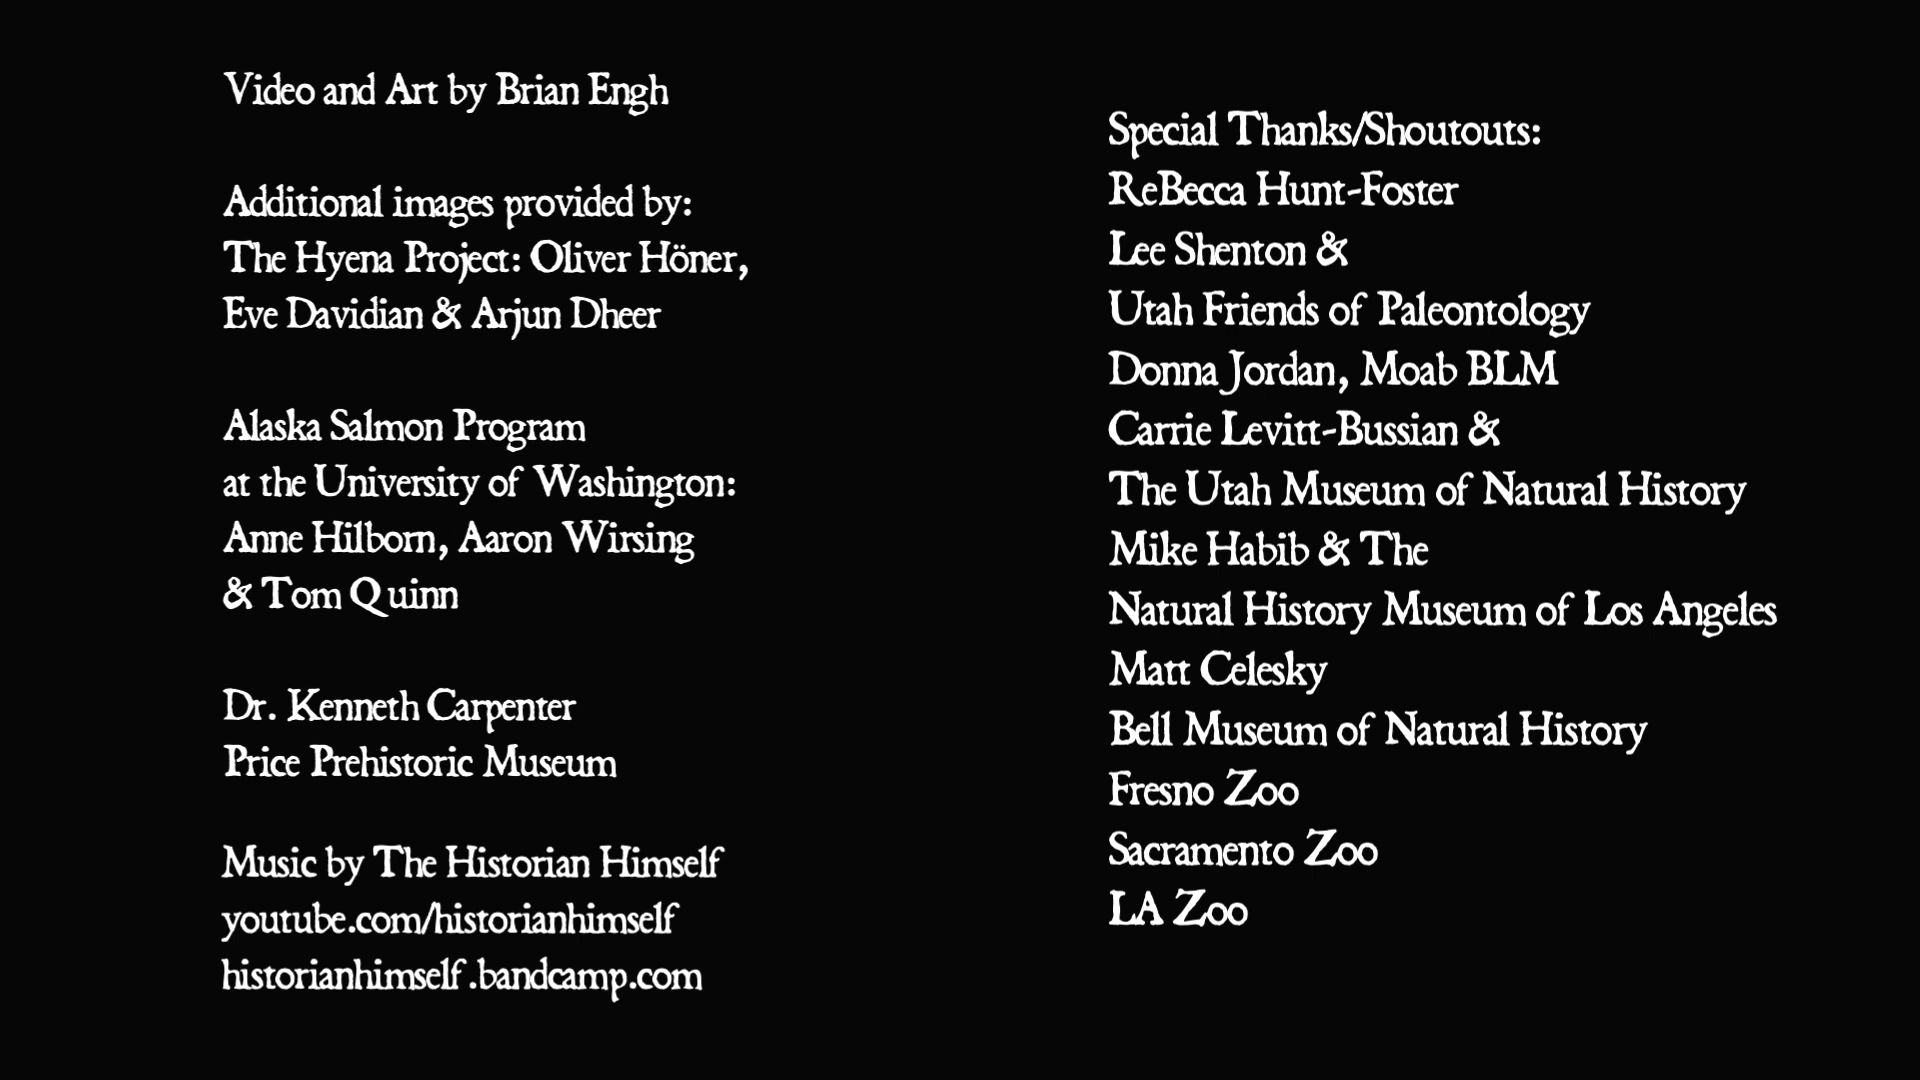 Video and Art by Brian Engh
Additional images provided by:
The Hyena Project: Oliver Höner,
Eve Davidian & Arjun Dheer
Alaska Salmon Program
at the University of Washington:
Anne Hilborn, Aaron Wirsing
& Tom Quinn
Dr. Kenneth Carpenter
Price Prehistoric Museum
Music by The Historian Himself
youtube.com/historianhimself
historianhimself.bandcamp.com
Special Thanks/Shoutouts:
ReBecca Hunt-Foster
Lee Shenton &
Utah Friends of Paleontology
Donna Jordan, Moab BLM
Carrie Levitt-Bussian &
The Utah Museum of Natural History
Mike Habib & The
Natural History Museum of Los Angeles
Matt Celesky
Bell Museum of Natural History
Fresno Zoo
Sacramento Zoo
LA Zoo